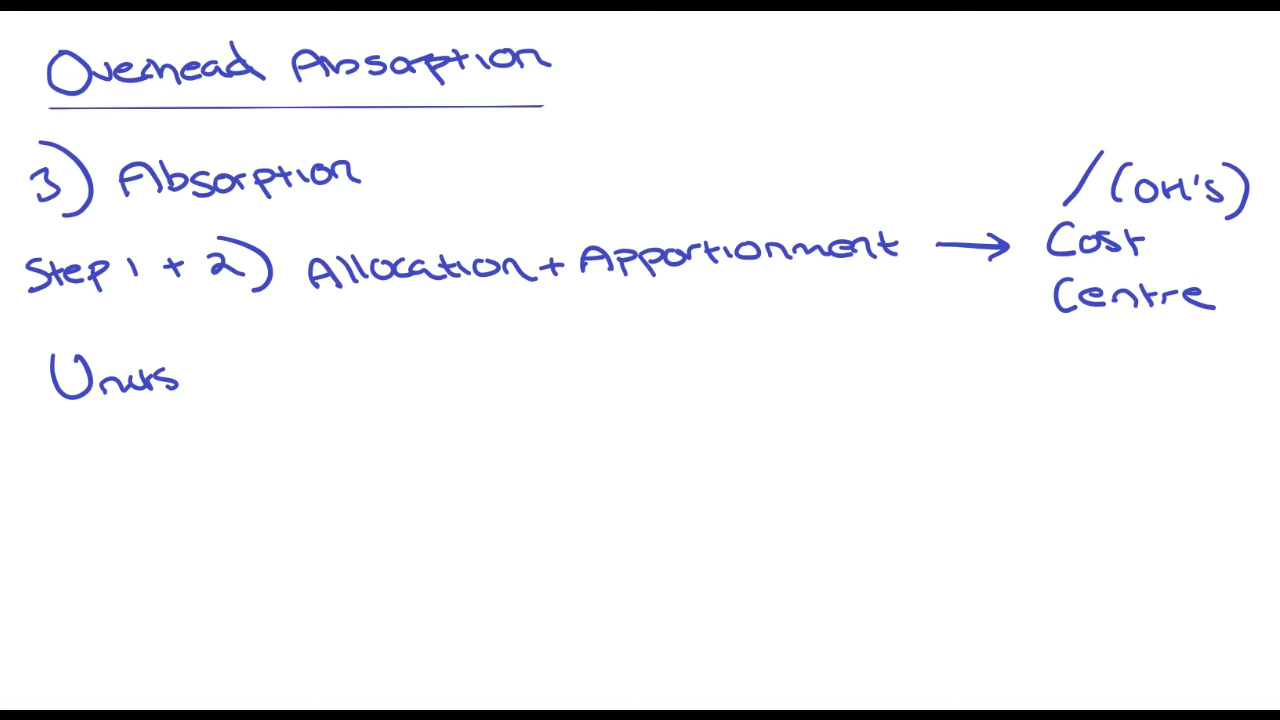 Overhead Absorption
3) Absorption
/(OH's)
Step 1 + 2) Allocation + Apportionment → Cost
Centre
Units